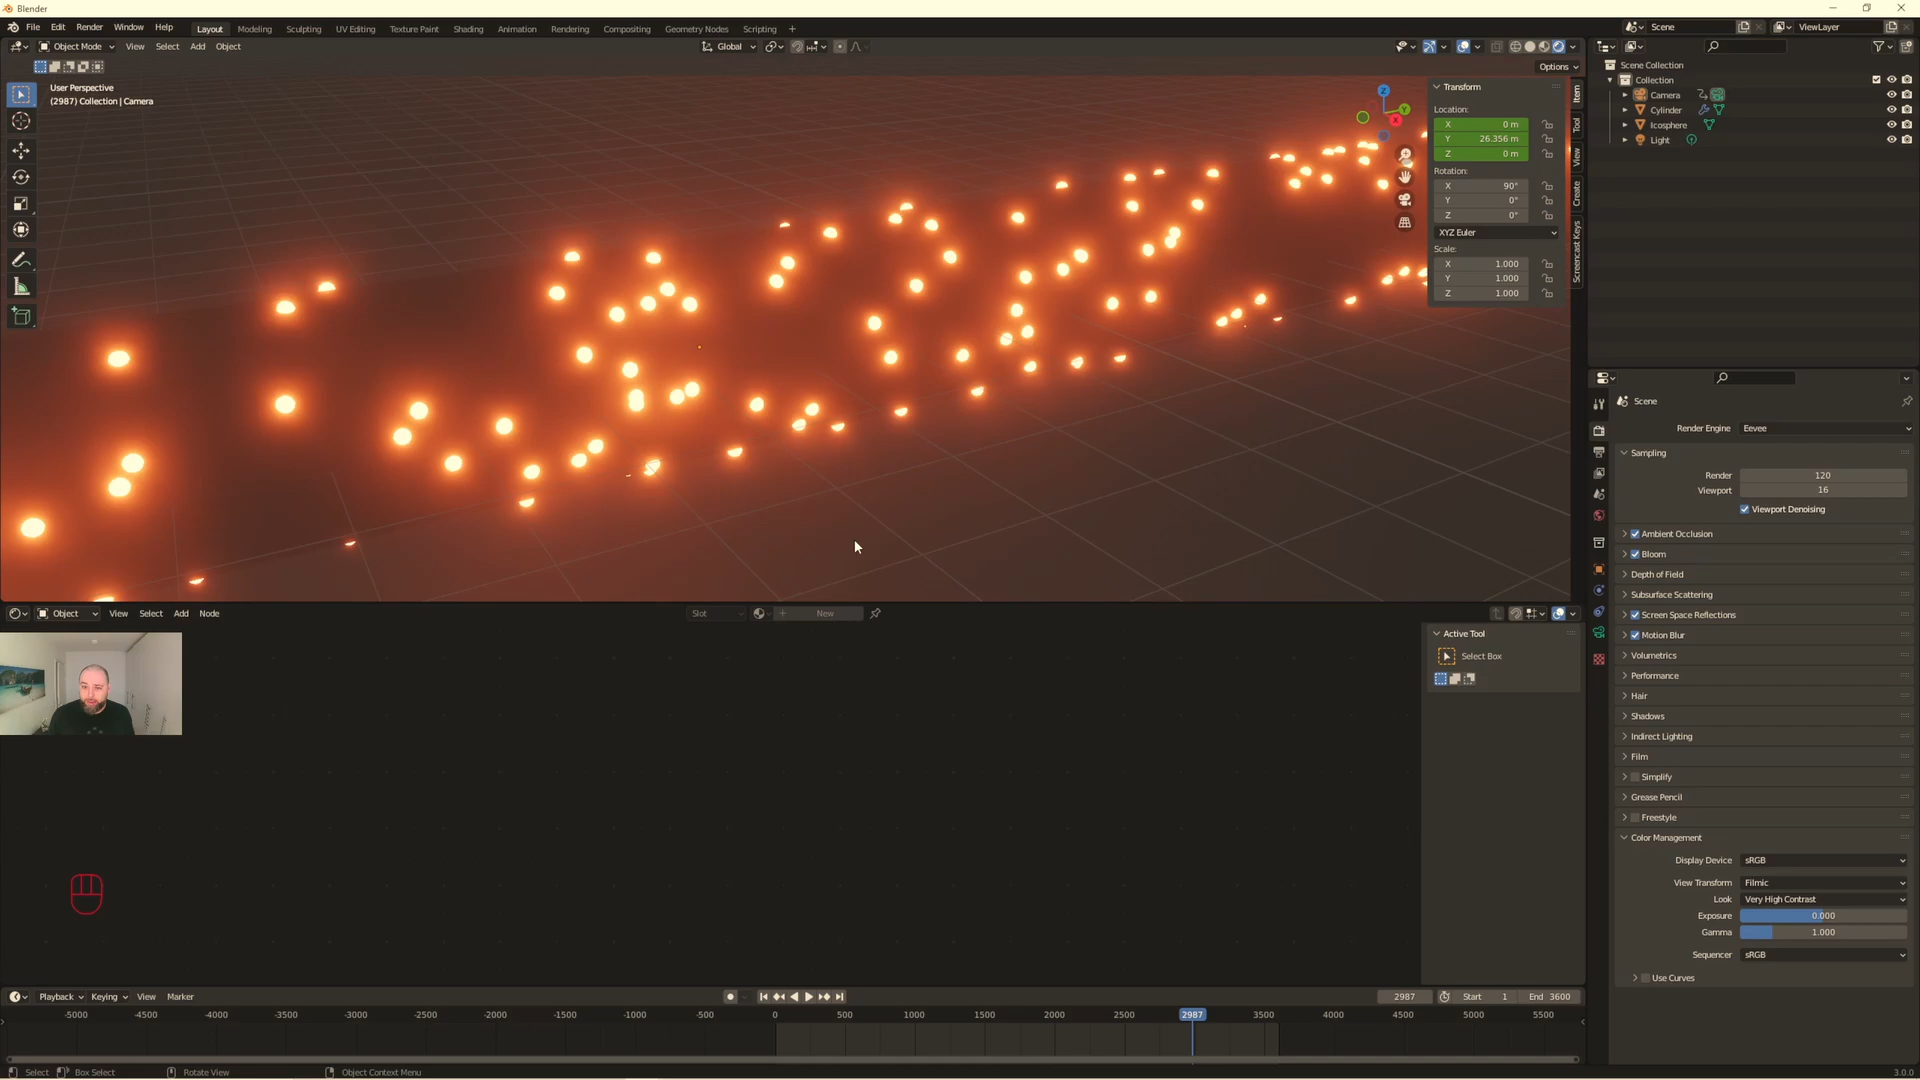 Blender
File Edit Render Window Help
Layout Modeling Sculpting UV Editing Texture Paint Shading Animation Rendering Compositing Geometry Nodes Scripting +
Scene
ViewLayer
Object Mode View Select Add Object
Global
Options
User Perspective
(2987) Collection | Camera
Z
Y
X
Transform
Location:
X 0 m
Y 26.356 m
Z 0 m
Rotation:
X 90°
Y 0°
Z 0°
XYZ Euler
Scale:
X 1.000
Y 1.000
Z 1.000
Item
Tool
View
Create
Screencast Keys
Scene Collection
Collection
Camera
Cylinder
Icosphere
Light
Scene
Render Engine Eevee
Sampling
Render 120
Viewport 16
Viewport Denoising
Ambient Occlusion
Bloom
Depth of Field
Subsurface Scattering
Screen Space Reflections
Motion Blur
Volumetrics
Performance
Hair
Shadows
Indirect Lighting
Film
Simplify
Grease Pencil
Freestyle
Color Management
Display Device sRGB
View Transform Filmic
Look Very High Contrast
Exposure 0.000
Gamma 1.000
Sequencer sRGB
Use Curves
Object View Select Add Node
Slot
New
Active Tool
Select Box
Playback Keying View Marker
2987 Start 1 End 3600
-5000 -4500 -4000 -3500 -3000 -2500 -2000 -1500 -1000 -500 0 500 1000 1500 2000 2500 2987 3500 4000 4500 5000 5500
Select Box Select Rotate View Object Context Menu
3.0.0